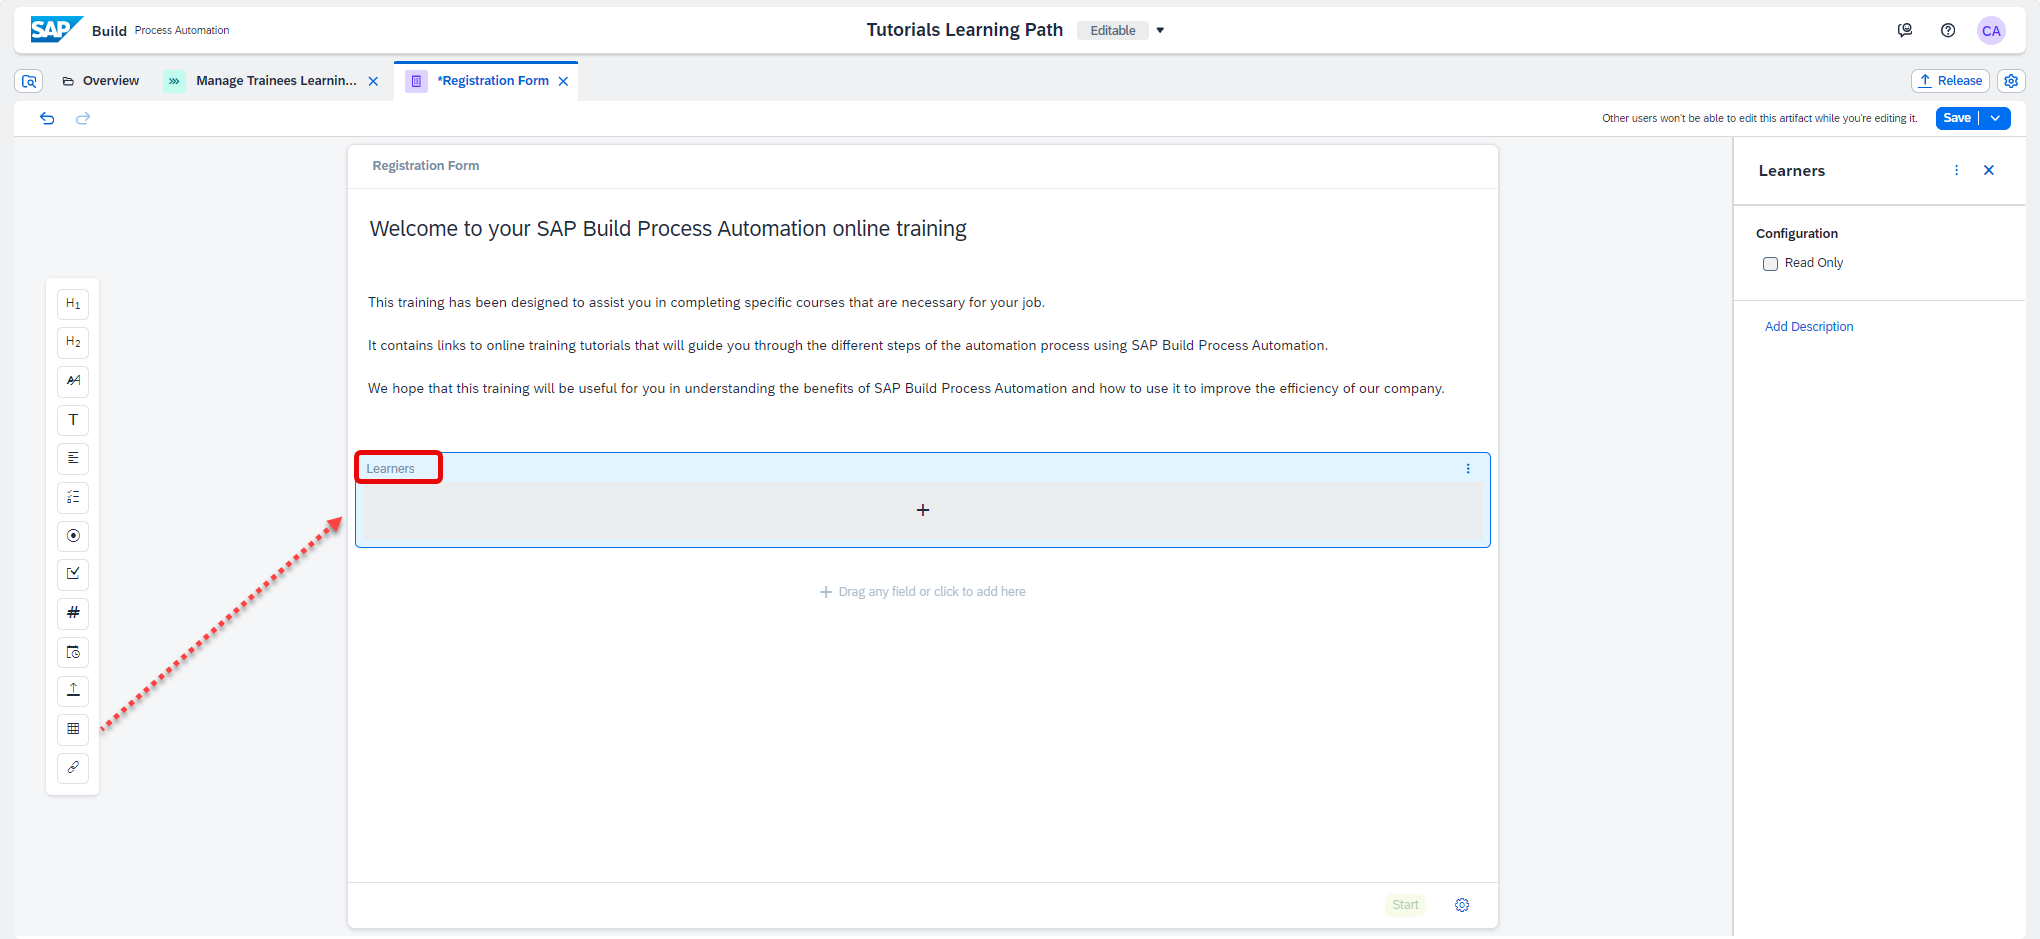 SAP Build Process Automation
Tutorials Learning Path Editable
CA
Overview
Manage Trainees Learnin...
*Registration Form
Release
Other users won't be able to edit this artifact while you're editing it.
Save
Registration Form
Welcome to your SAP Build Process Automation online training
This training has been designed to assist you in completing specific courses that are necessary for your job.
It contains links to online training tutorials that will guide you through the different steps of the automation process using SAP Build Process Automation.
We hope that this training will be useful for you in understanding the benefits of SAP Build Process Automation and how to use it to improve the efficiency of our company.
H1
H2
AA
T
#
Learners
+
+ Drag any field or click to add here
Start
Learners
Configuration
Read Only
Add Description